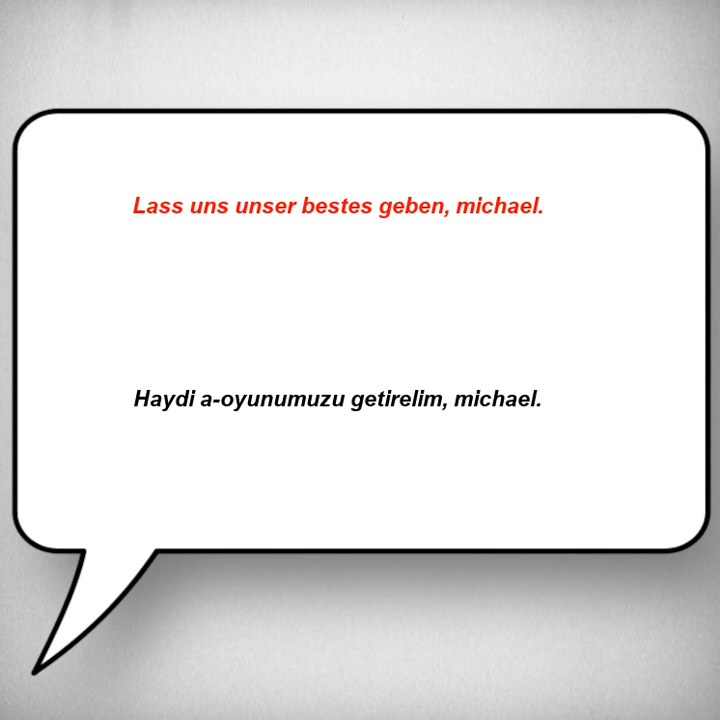 Lass uns unser bestes geben, michael.
Haydi a-oyunumuzu getirelim, michael.